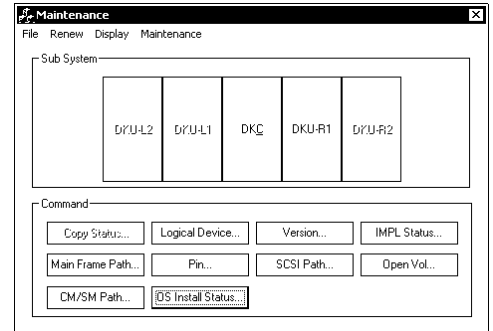 Maintenance
File Renew Display Maintenance
Sub System
DKU-L2 DKU-L1 DKC DKU-R1 DKU-R2
Command
Copy Status... Logical Device... Version... IMPL Status...
Main Frame Path... Pin... SCSI Path... Open Vol...
CM/SM Path... OS Install Status...